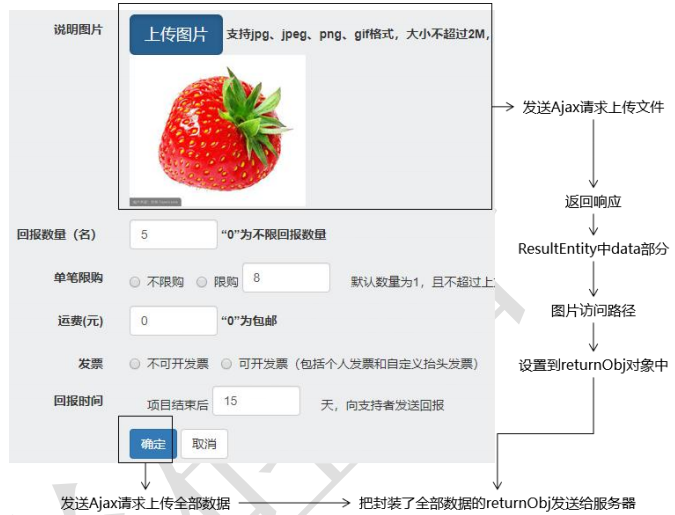 说明图片
上传图片 支持jpg、jpeg、png、gif格式，大小不超过2M，
发送Ajax请求上传文件
返回响应
ResultEntity中data部分
图片访问路径
设置到returnObj对象中
回报数量（名） 5 “0”为不限回报数量
单笔限购 不限购 限购 8 默认数量为1，且不超过上
运费(元) 0 “0”为包邮
发票 不可开发票 可开发票（包括个人发票和自定义抬头发票）
回报时间 项目结束后 15 天，向支持者发送回报
确定 取消
发送Ajax请求上传全部数据 把封装了全部数据的returnObj发送给服务器